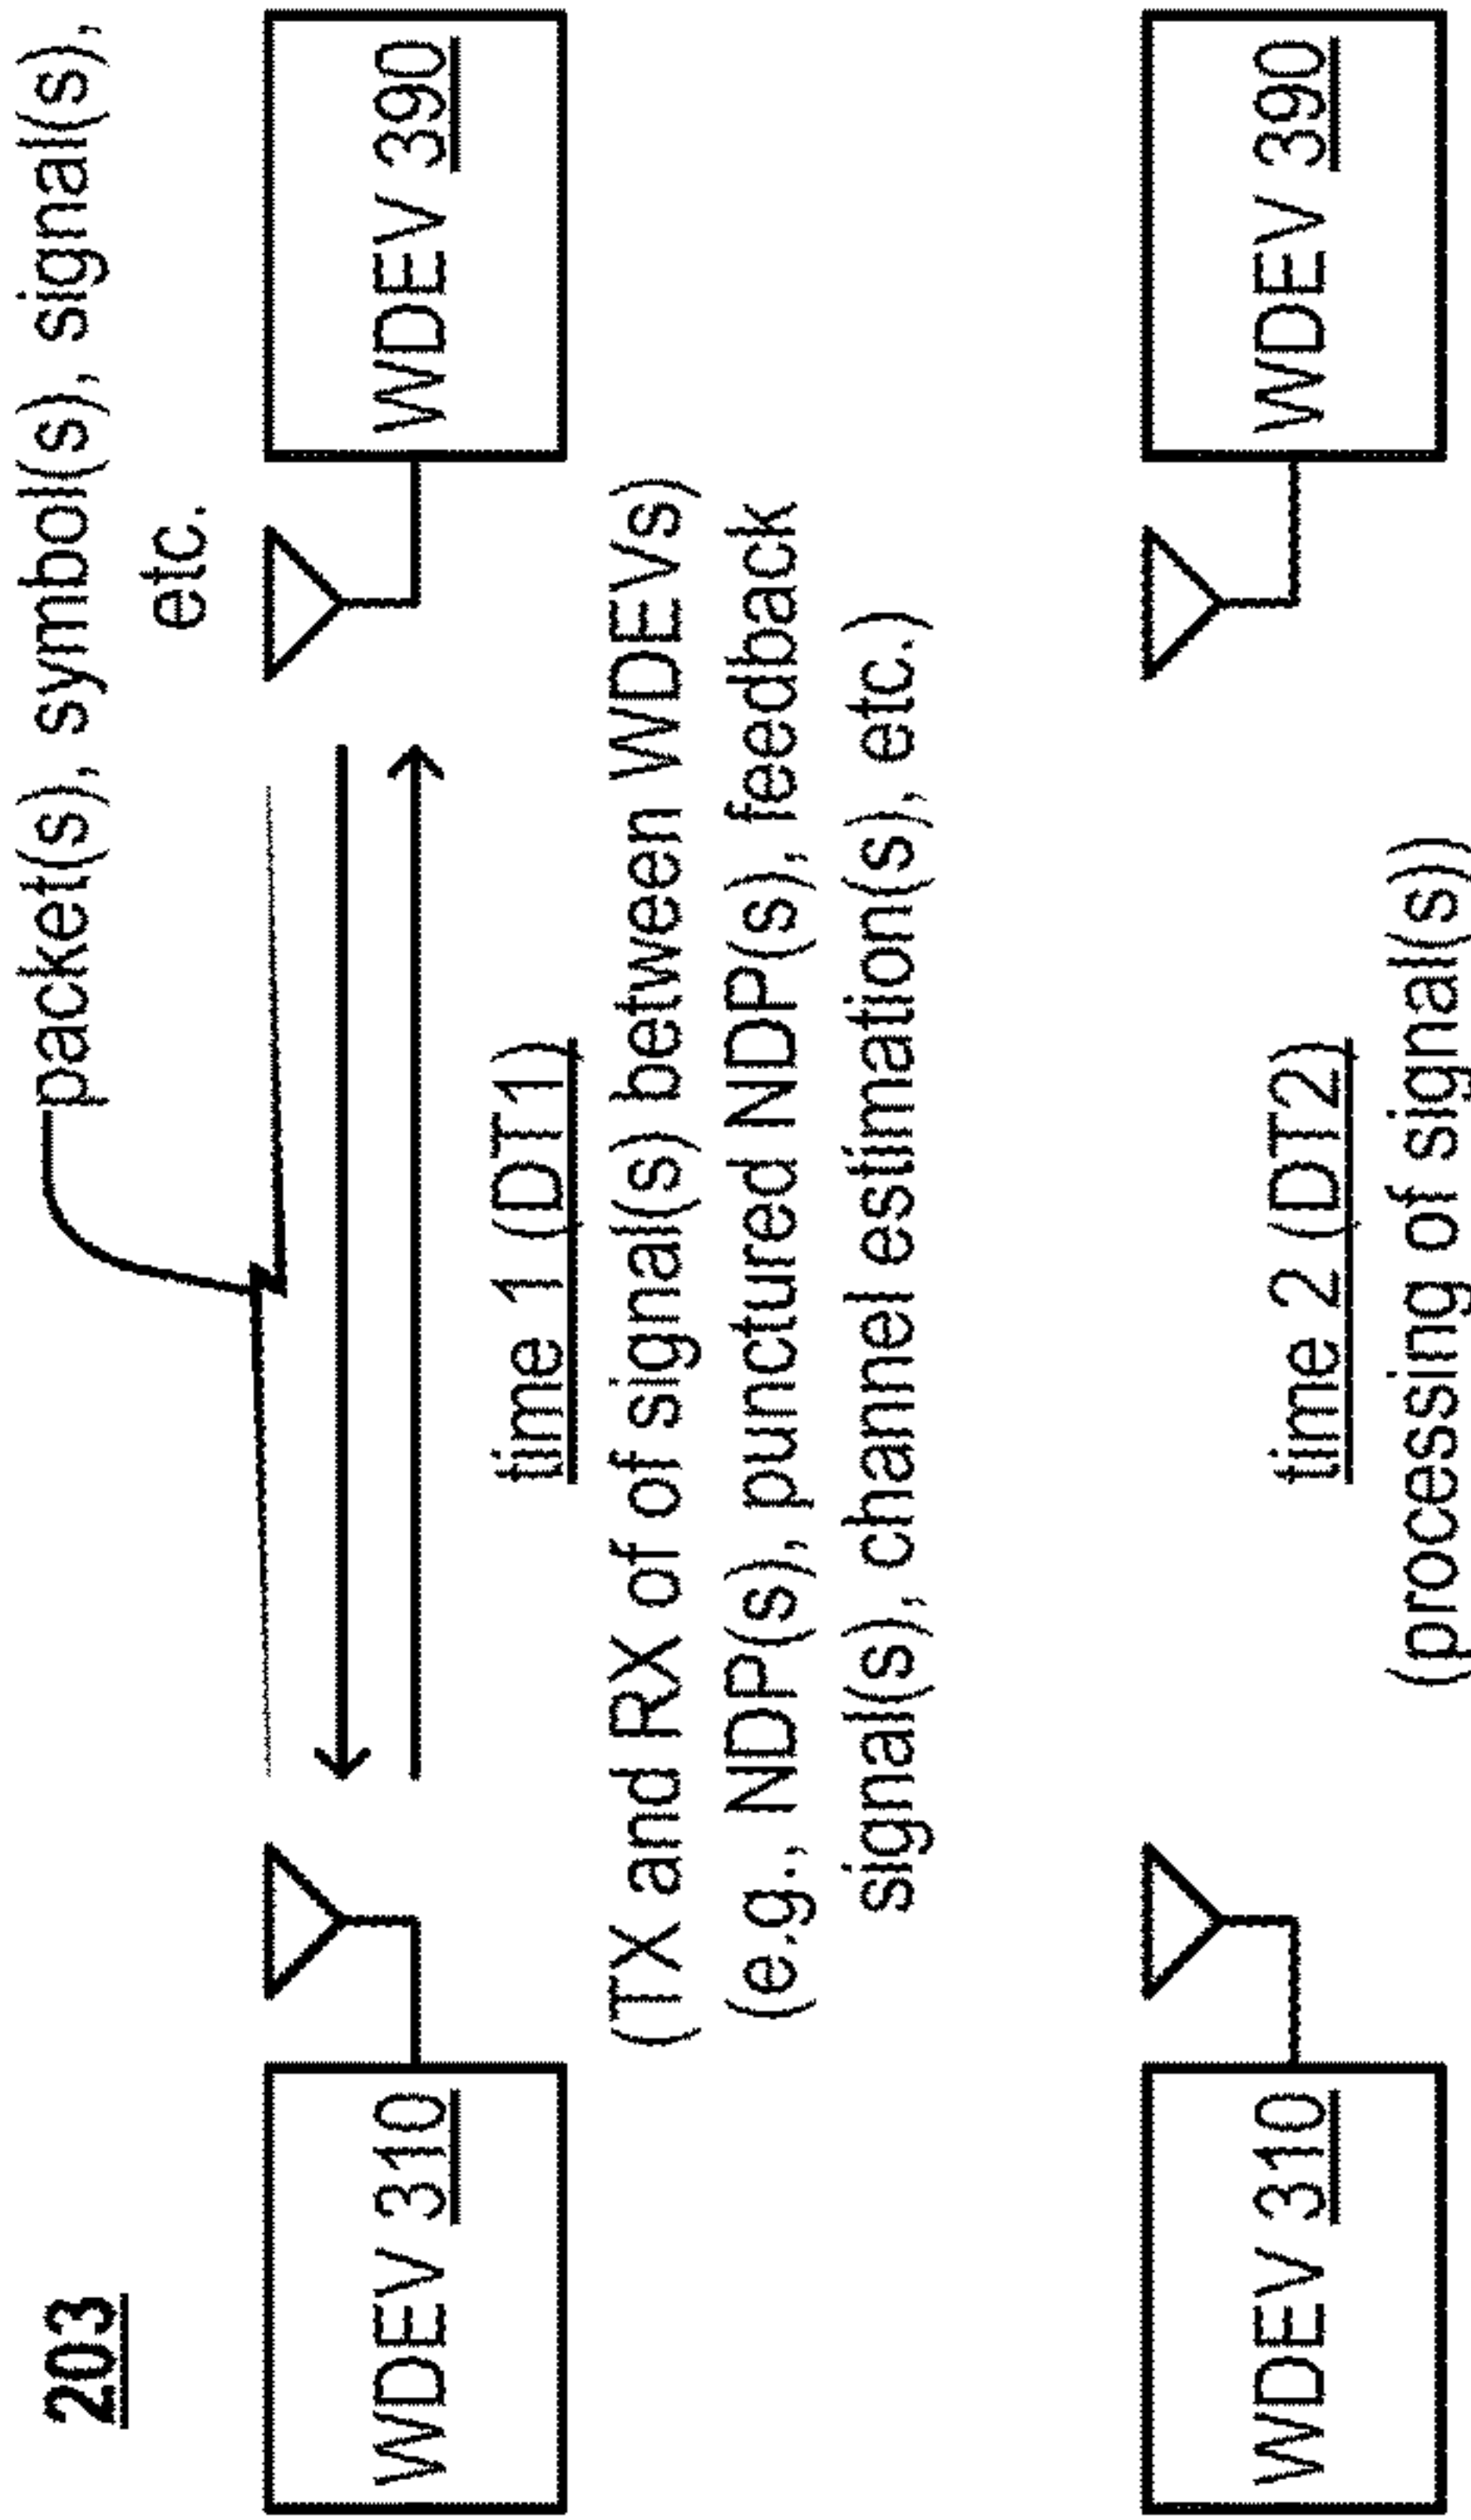 203
packet(s), symbol(s), signal(s),
etc.
WDEV 310
WDEV 390
time 1 (DT1)
(TX and RX of of signal(s) between WDEVs)
(e.g., NDP(s), punctured NDP(s), feedback
signal(s), channel estimation(s), etc.)
WDEV 310
WDEV 390
time 2 (DT2)
(processing of signal(s))